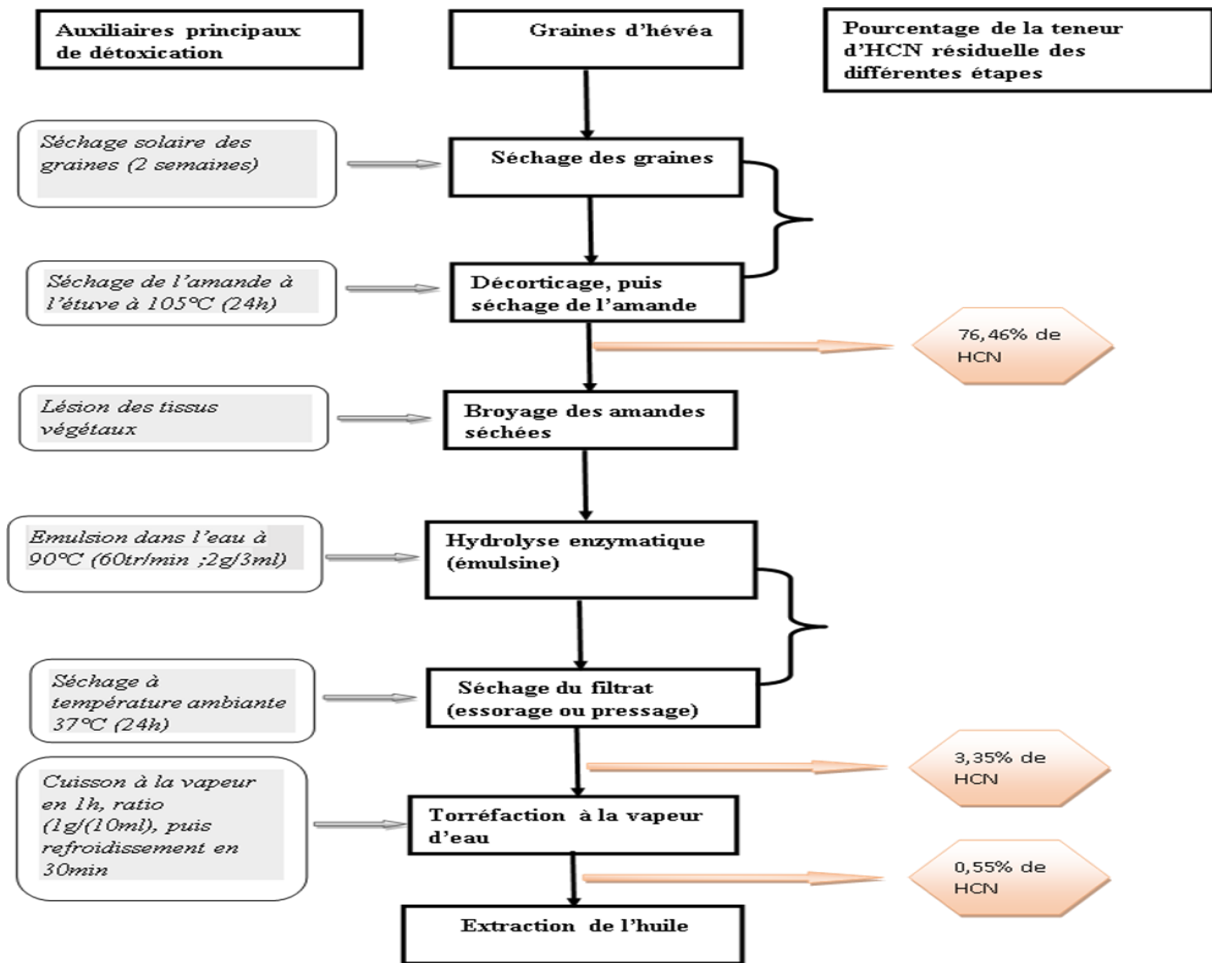 Auxiliaires principaux
de détoxication
Graines d'hévéa
Pourcentage de la teneur
d'HCN résiduelle des
différentes étapes
Séchage solaire des
graines (2 semaines)
Séchage des graines
Séchage de l'amande à
l'étuve à 105°C (24h)
Décorticage, puis
séchage de l'amande
76,46% de
HCN
Lésion des tissus
végétaux
Broyage des amandes
séchées
Emulsion dans l'eau à
90°C (60tr/min ;2g/3ml)
Hydrolyse enzymatique
(émulsine)
Séchage à
température ambiante
37°C (24h)
Séchage du filtrat
(essorage ou pressage)
3,35% de
HCN
Cuisson à la vapeur
en 1h, ratio
(1g/(10ml), puis
refroidissement en
30min
Torréfaction à la vapeur
d'eau
0,55% de
HCN
Extraction de l'huile